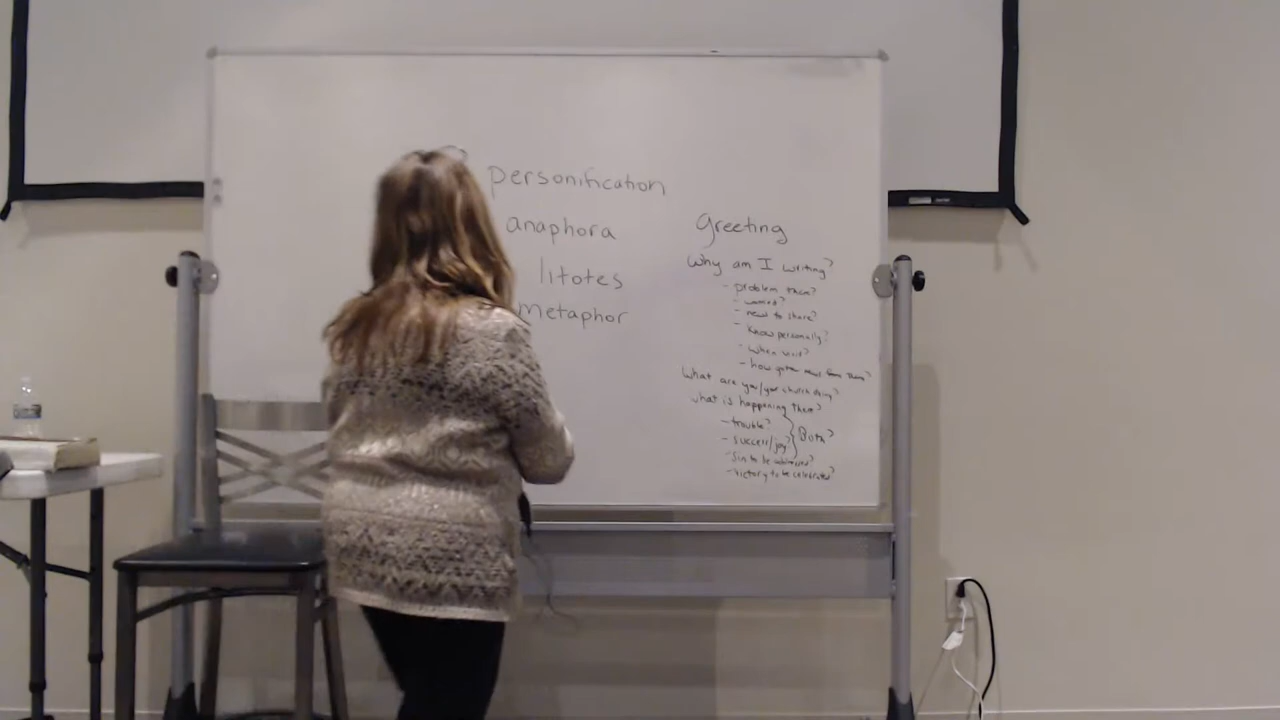 personification
anaphora
litotes
metaphor
Greeting
Why am I writing?
- problem there?
- news to share?
- know personally?
- when visit?
- how gotten news from them?
What are you/your church doing?
what is happening there?
- trouble?
- success/joy?
Both?
- Sin to be addressed?
- victory to be celebrated?